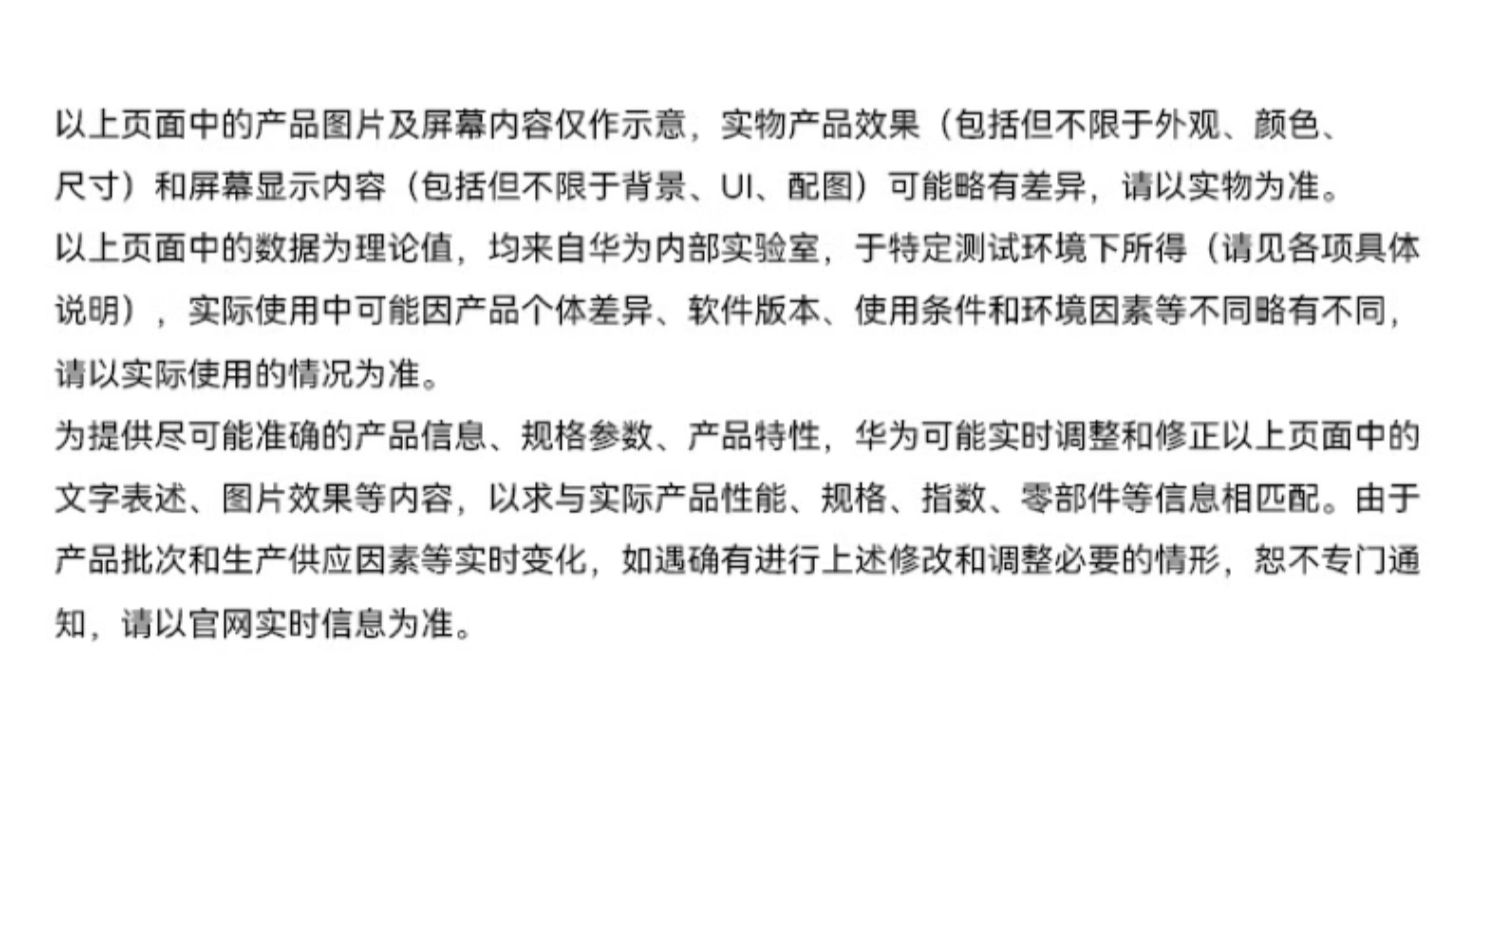 以上页面中的产品图片及屏幕内容仅作示意，实物产品效果（包括但不限于外观、颜色、
尺寸）和屏幕显示内容（包括但不限于背景、UI、配图）可能略有差异，请以实物为准。
以上页面中的数据为理论值，均来自华为内部实验室，于特定测试环境下所得（请见各项具体
说明），实际使用中可能因产品个体差异、软件版本、使用条件和环境因素等不同略有不同，
请以实际使用的情况为准。
为提供尽可能准确的产品信息、规格参数、产品特性，华为可能实时调整和修正以上页面中的
文字表述、图片效果等内容，以求与实际产品性能、规格、指数、零部件等信息相匹配。由于
产品批次和生产供应因素等实时变化，如遇确有进行上述修改和调整必要的情形，恕不专门通
知，请以官网实时信息为准。